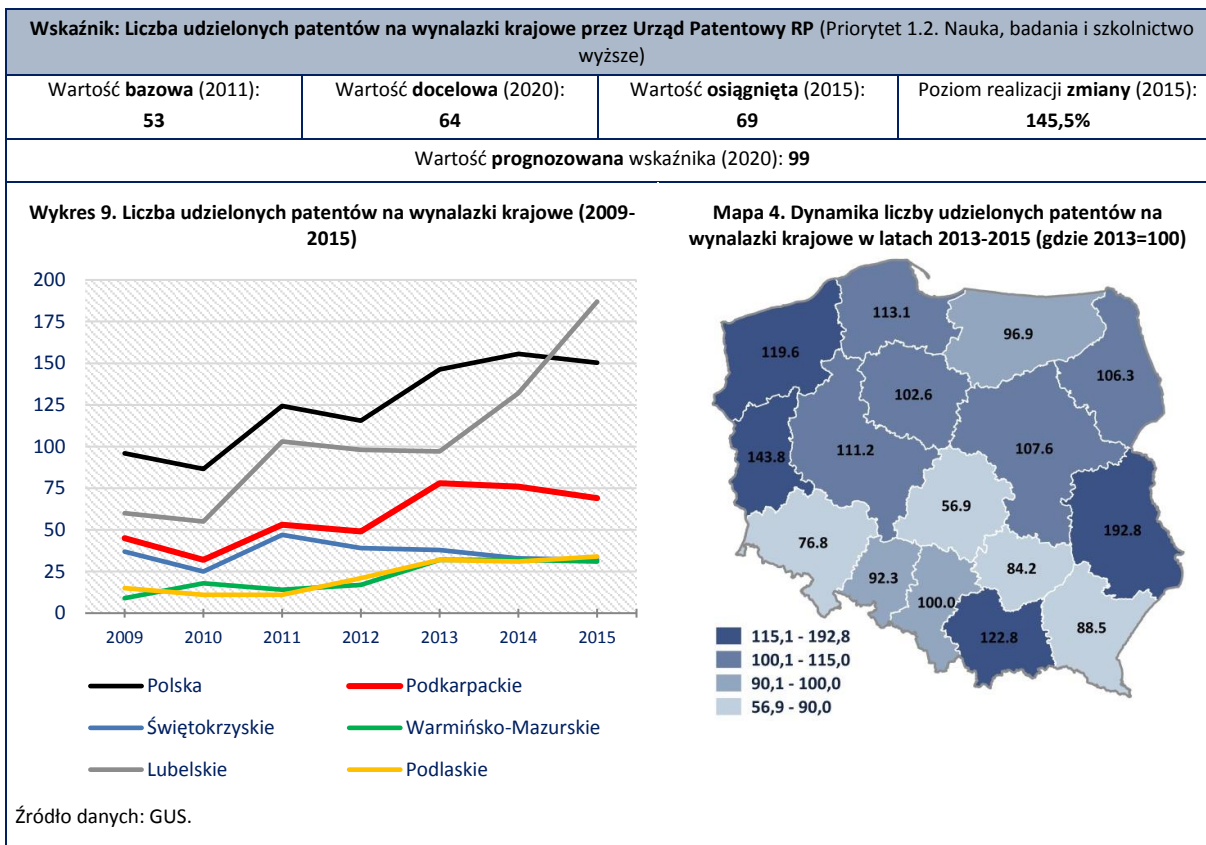 Wskaźnik: Liczba udzielonych patentów na wynalazki krajowe przez Urząd Patentowy RP (Priorytet 1.2. Nauka, badania i szkolnictwo
wyższe)
Wartość bazowa (2011):
53
Wartość docelowa (2020):
64
Wartość osiągnięta (2015):
69
Poziom realizacji zmiany (2015):
145,5%
Wartość prognozowana wskaźnika (2020): 99
Wykres 9. Liczba udzielonych patentów na wynalazki krajowe (2009-
2015)
200
175
150
125
100
75
50
25
0
2009 2010 2011 2012 2013 2014 2015
Polska
Podkarpackie
Świętokrzyskie
Warmińsko-Mazurskie
Lubelskie
Podlaskie
Mapa 4. Dynamika liczby udzielonych patentów na
wynalazki krajowe w latach 2013-2015 (gdzie 2013=100)
113.1
96.9
119.6
106.3
102.6
143.8
111.2
107.6
56.9
192.8
76.8
84.2
92.3
100.0
88.5
122.8
115,1 - 192,8
100,1 - 115,0
90,1 - 100,0
56,9 - 90,0
Źródło danych: GUS.